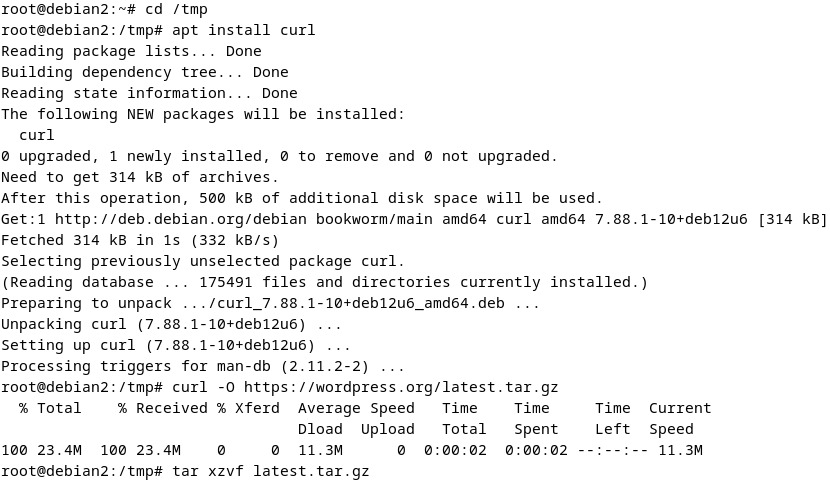 root@debian2:~# cd /tmp
root@debian2:/tmp# apt install curl
Reading package lists... Done
Building dependency tree... Done
Reading state information... Done
The following NEW packages will be installed:
  curl
0 upgraded, 1 newly installed, 0 to remove and 0 not upgraded.
Need to get 314 kB of archives.
After this operation, 500 kB of additional disk space will be used.
Get:1 http://deb.debian.org/debian bookworm/main amd64 curl amd64 7.88.1-10+deb12u6 [314 kB]
Fetched 314 kB in 1s (332 kB/s)
Selecting previously unselected package curl.
(Reading database ... 175491 files and directories currently installed.)
Preparing to unpack .../curl_7.88.1-10+deb12u6_amd64.deb ...
Unpacking curl (7.88.1-10+deb12u6) ...
Setting up curl (7.88.1-10+deb12u6) ...
Processing triggers for man-db (2.11.2-2) ...
root@debian2:/tmp# curl -O https://wordpress.org/latest.tar.gz
  % Total    % Received % Xferd  Average Speed   Time    Time     Time  Current
                                 Dload  Upload   Total   Spent    Left  Speed
100 23.4M  100 23.4M    0     0  11.3M      0  0:00:02  0:00:02 --:--:-- 11.3M
root@debian2:/tmp# tar xzvf latest.tar.gz